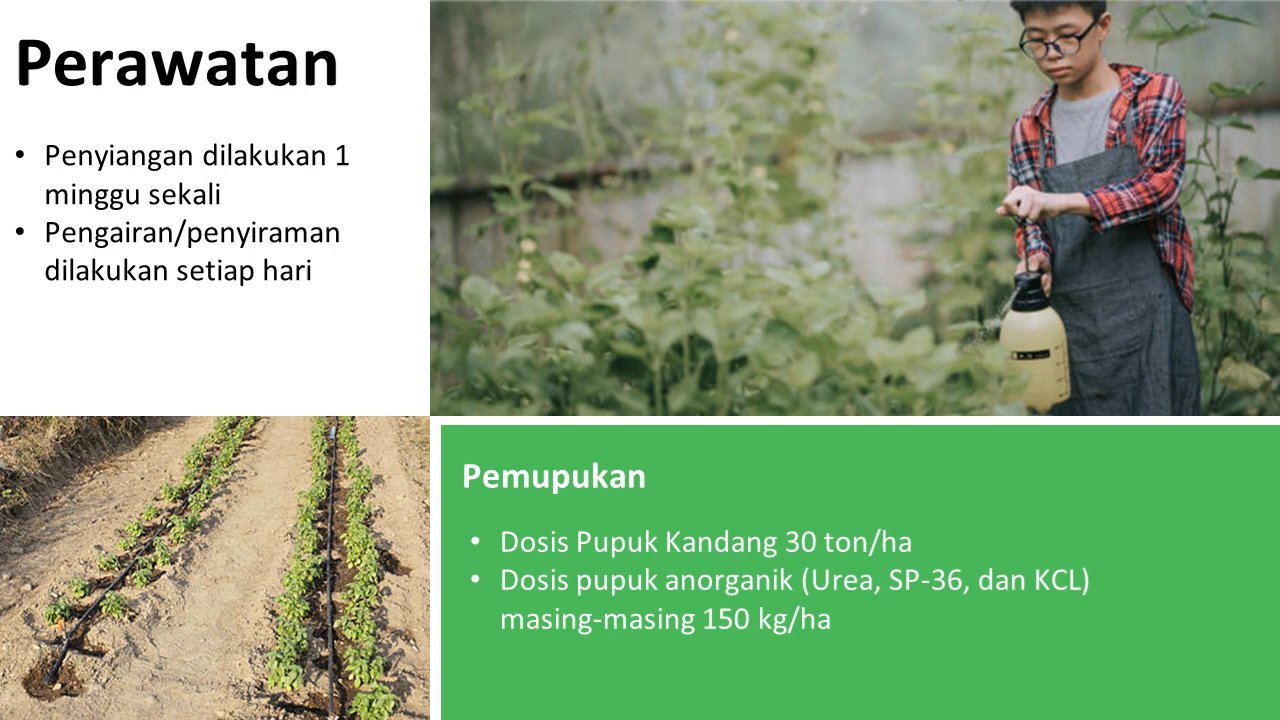 Perawatan
• Penyiangan dilakukan 1
minggu sekali
• Pengairan/penyiraman
dilakukan setiap hari
Pemupukan
• Dosis Pupuk Kandang 30 ton/ha
• Dosis pupuk anorganik (Urea, SP-36, dan KCL)
masing-masing 150 kg/ha